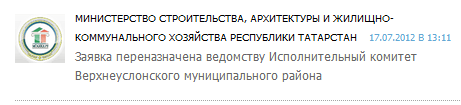 МИНИСТЕРСТВО СТРОИТЕЛЬСТВА, АРХИТЕКТУРЫ И ЖИЛИЩНО-
КОММУНАЛЬНОГО ХОЗЯЙСТВА РЕСПУБЛИКИ ТАТАРСТАН 17.07.2012 В 13:11
Заявка переназначена ведомству Исполнительный комитет
Верхнеуслонского муниципального района